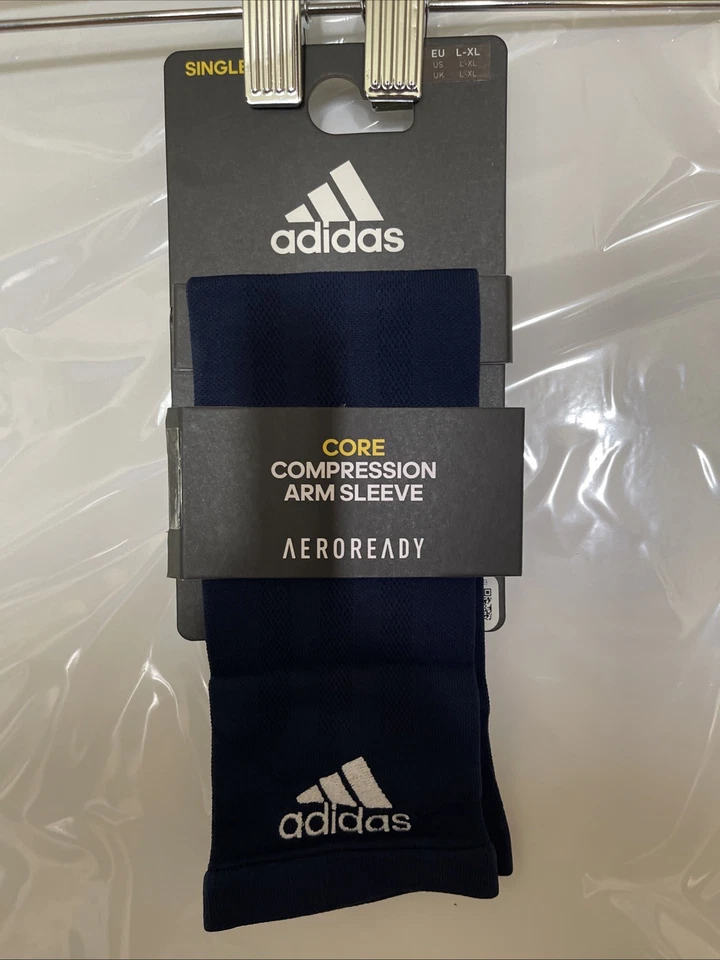 SINGLE
EU L-XL
US L-XL
UK L-XL
adidas
CORE
COMPRESSION
ARM SLEEVE
AEROREADY
adidas